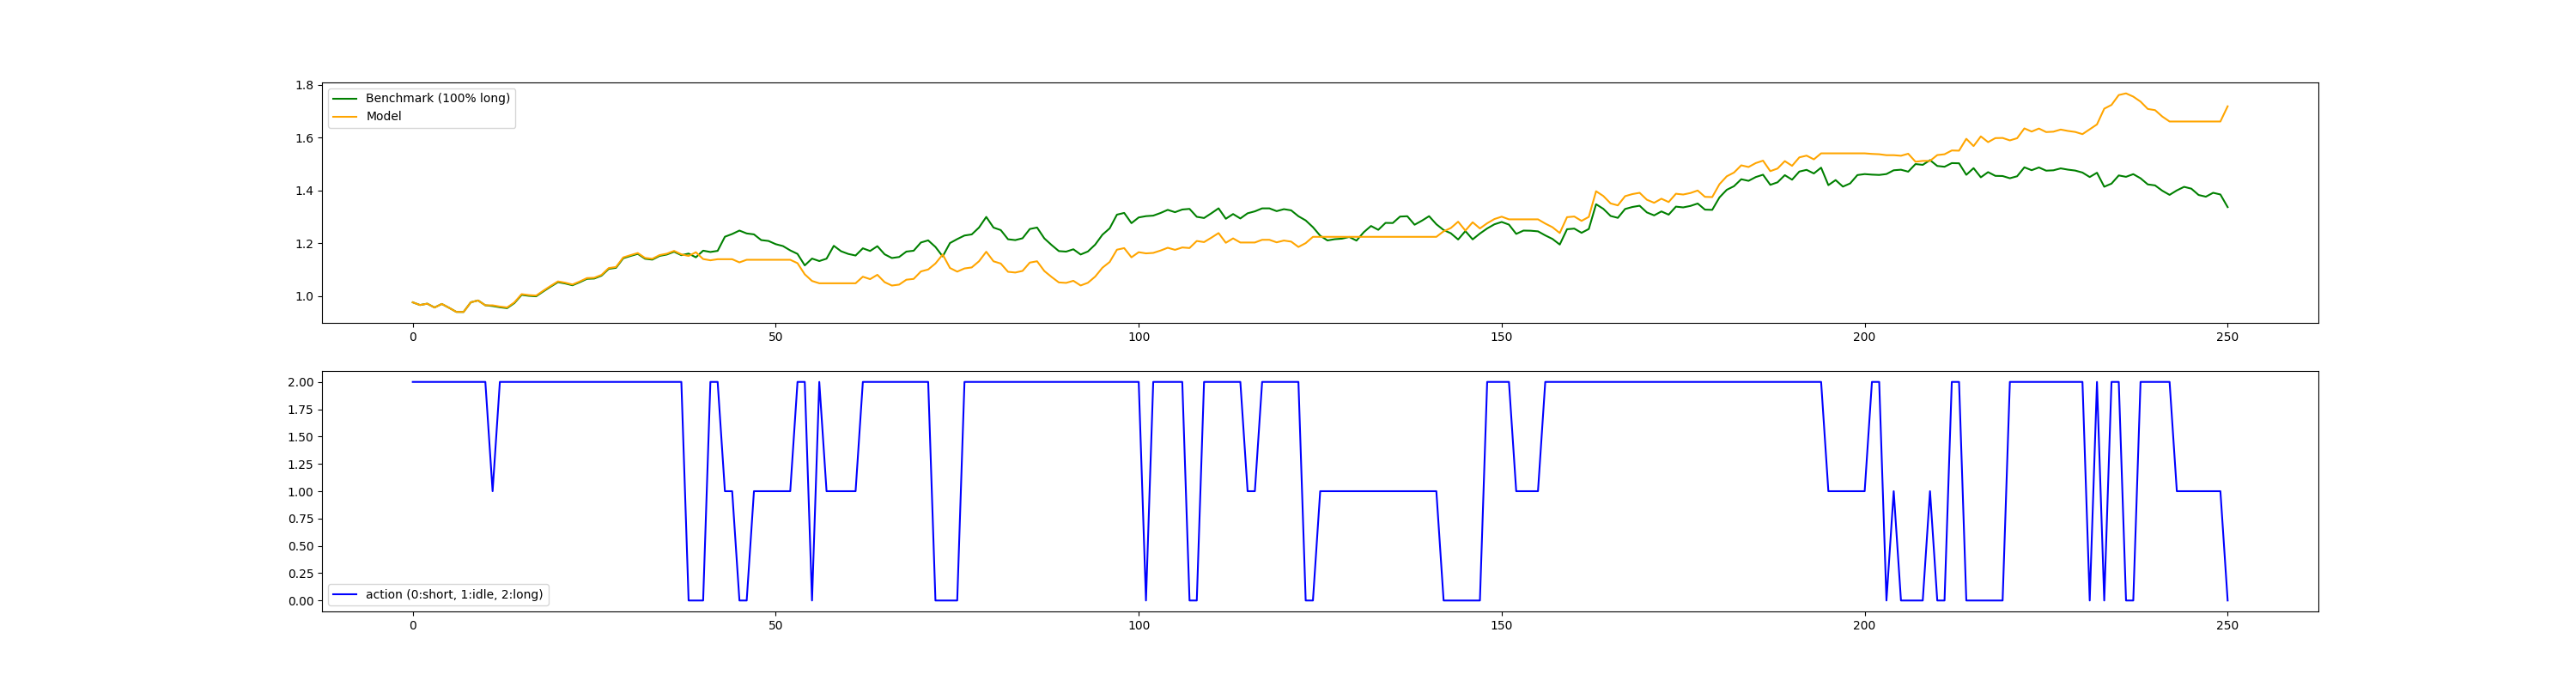 1.8
1.6
1.4
1.2
1.0
Benchmark (100% long)
Model
0 50 100 150 200 250
2.00
1.75
1.50
1.25
1.00
0.75
0.50
0.25
0.00
action (0:short, 1:idle, 2:long)
0 50 100 150 200 250